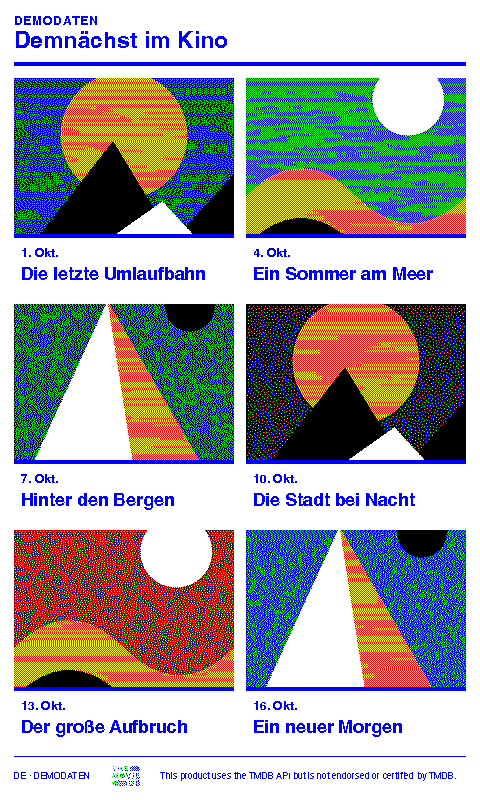 DEMODATEN
Demnächst im Kino
1. Okt.
Die letzte Umlaufbahn
4. Okt.
Ein Sommer am Meer
7. Okt.
Hinter den Bergen
10. Okt.
Die Stadt bei Nacht
13. Okt.
Der große Aufbruch
16. Okt.
Ein neuer Morgen
DE · DEMODATEN
This product uses the TMDB API but is not endorsed or certified by TMDB.